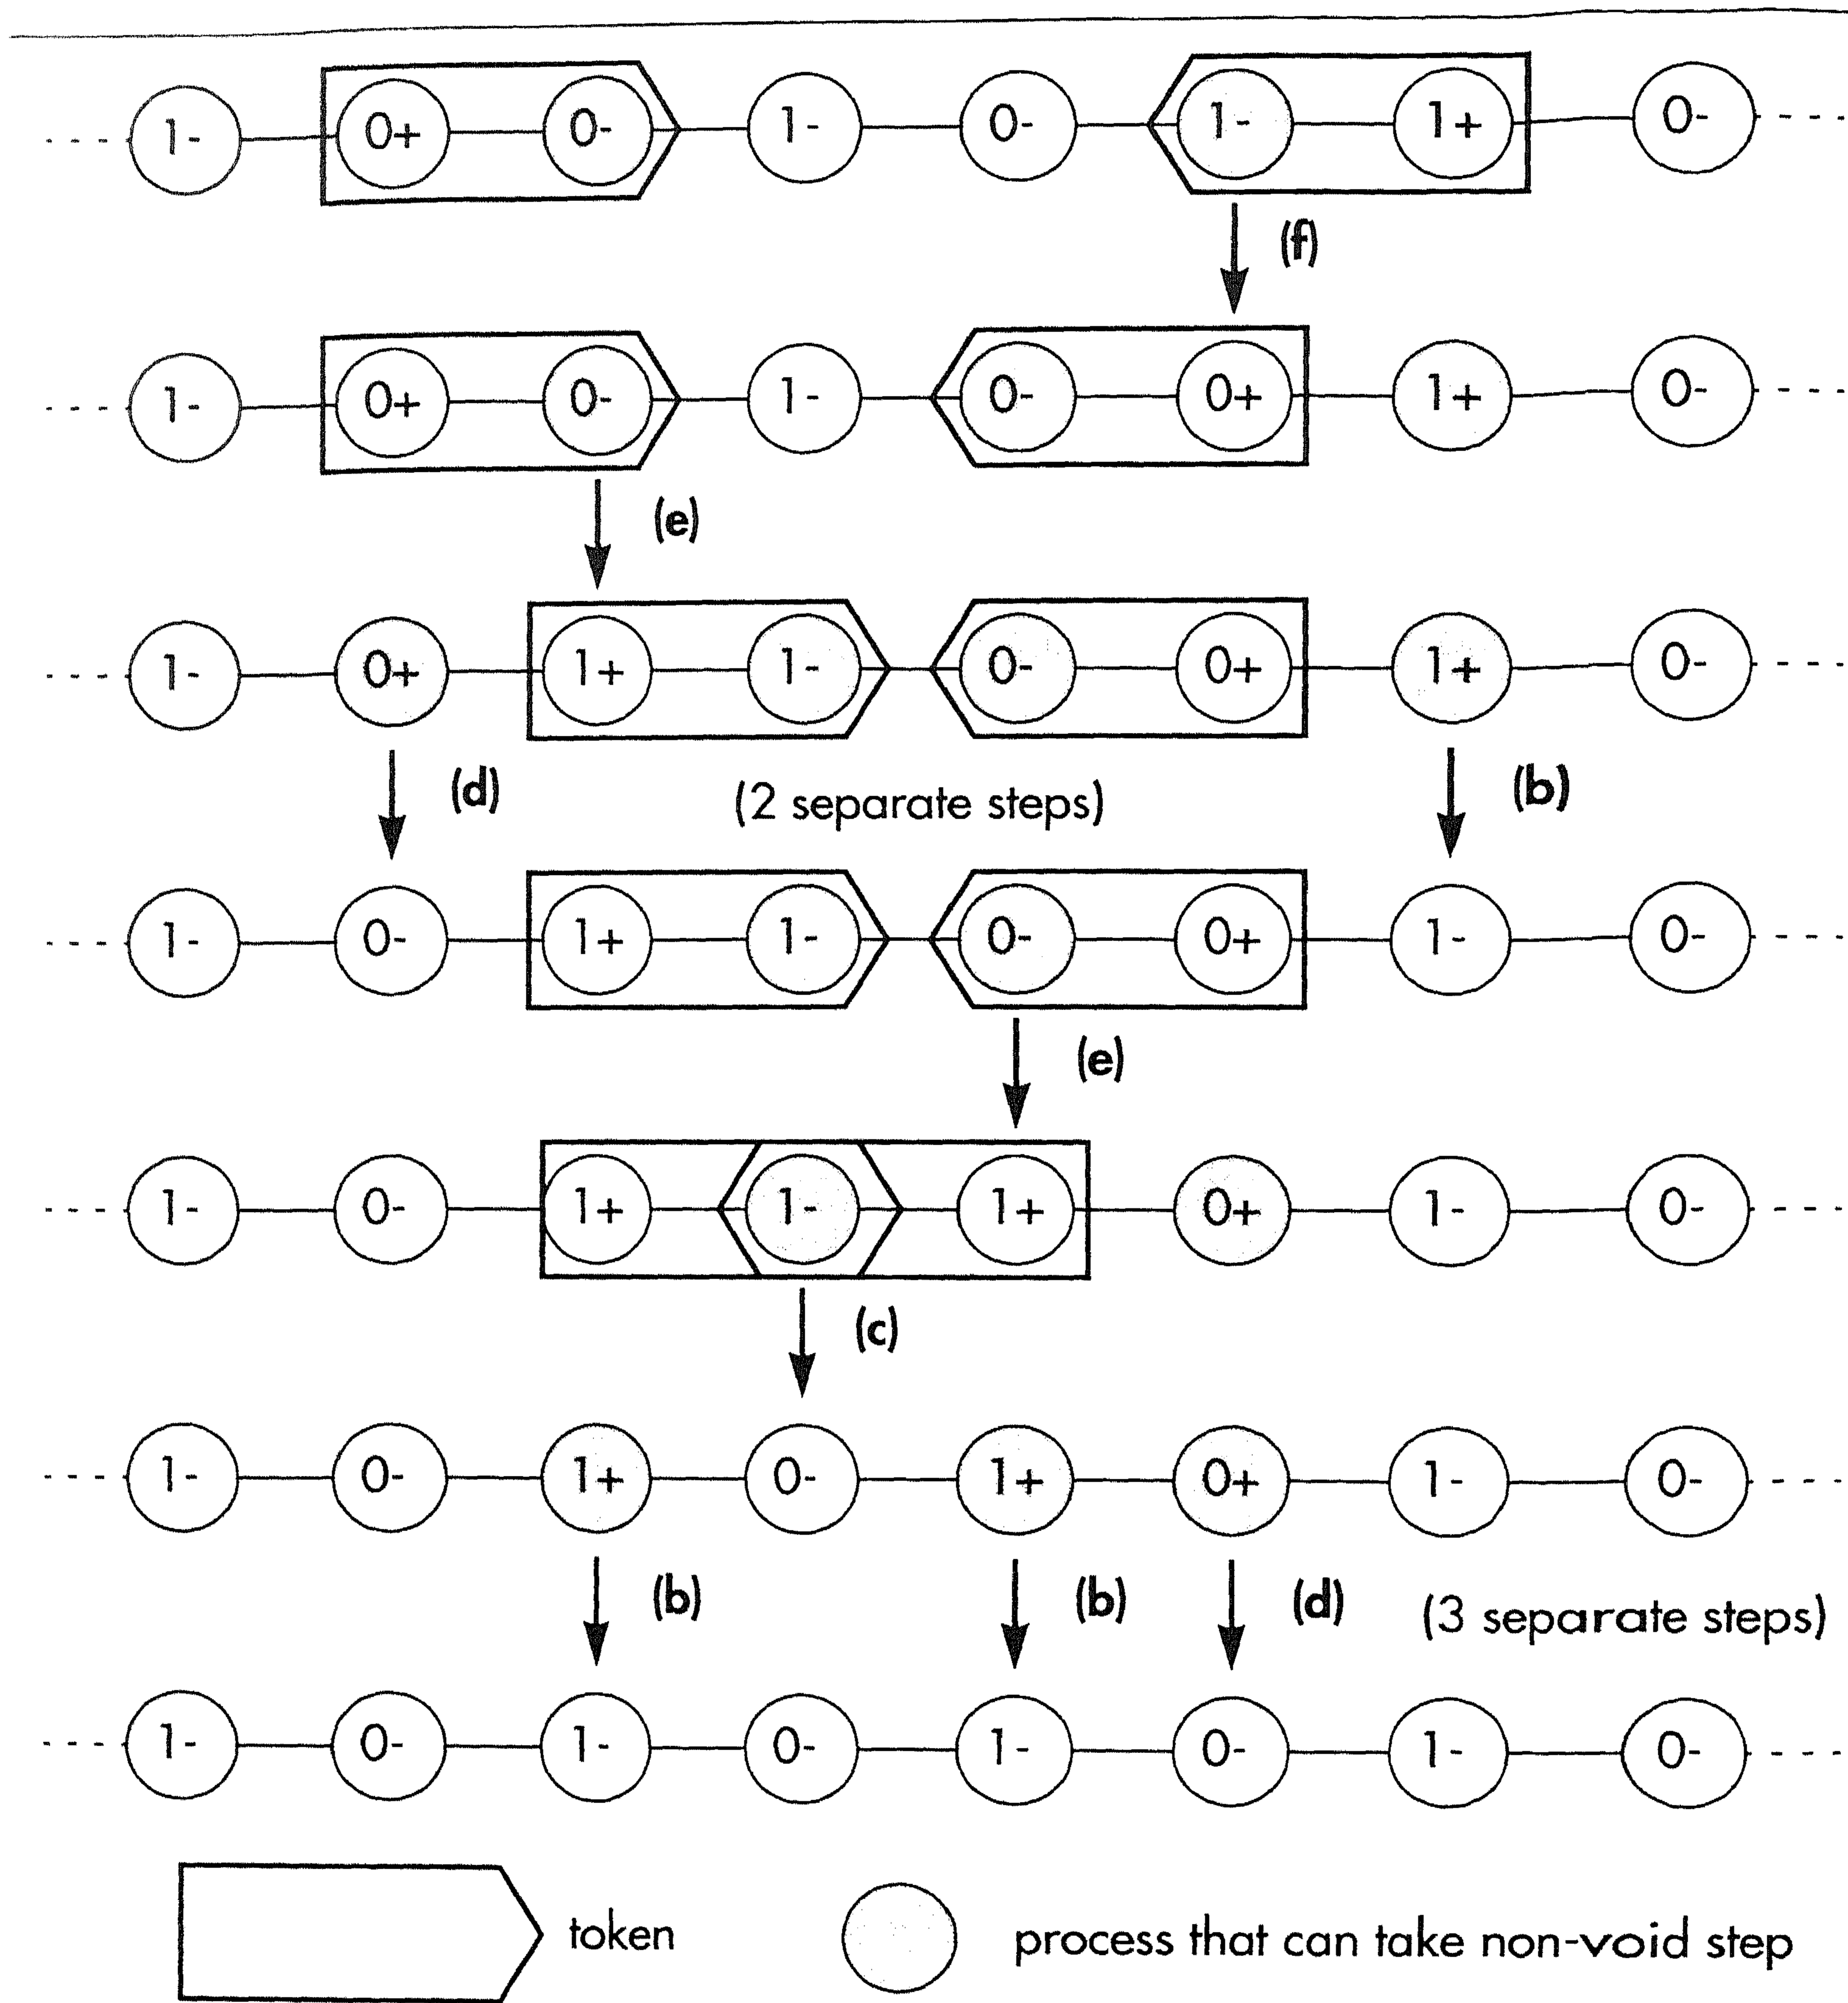 1- 0+ 0- 1- 0- 1- 1+ 0-
(f)
1- 0+ 0- 1- 0- 0+ 1+ 0-
(e)
1- 0+ 1+ 1- 0- 0+ 1+ 0-
(d) (2 separate steps) (b)
1- 0- 1+ 1- 0- 0+ 1- 0-
(e)
1- 0- 1+ 1- 1+ 0+ 1- 0-
(c)
1- 0- 1+ 0- 1+ 0+ 1- 0-
(b) (b) (d) (3 separate steps)
1- 0- 1- 0- 1- 0- 1- 0-
token process that can take non-void step